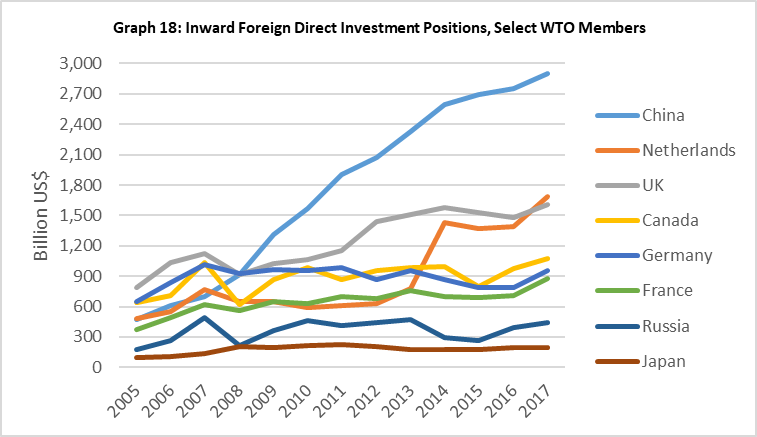 Graph 18: Inward Foreign Direct Investment Positions, Select WTO Members
Billion US$
3,000
2,700
2,400
2,100
1,800
1,500
1,200
900
600
300
0
2005 2006 2007 2008 2009 2010 2011 2012 2013 2014 2015 2016 2017
China
Netherlands
UK
Canada
Germany
France
Russia
Japan